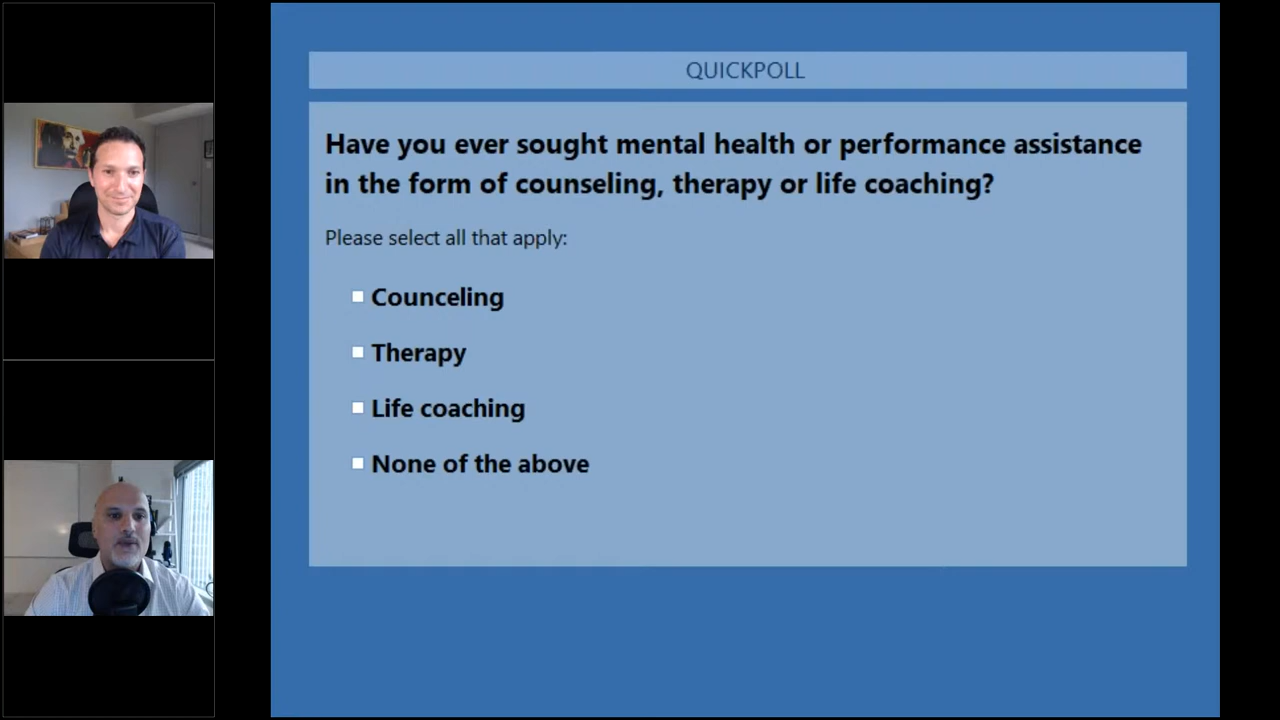 QUICKPOLL
Have you ever sought mental health or performance assistance
in the form of counseling, therapy or life coaching?
Please select all that apply:
Counceling
Therapy
Life coaching
None of the above